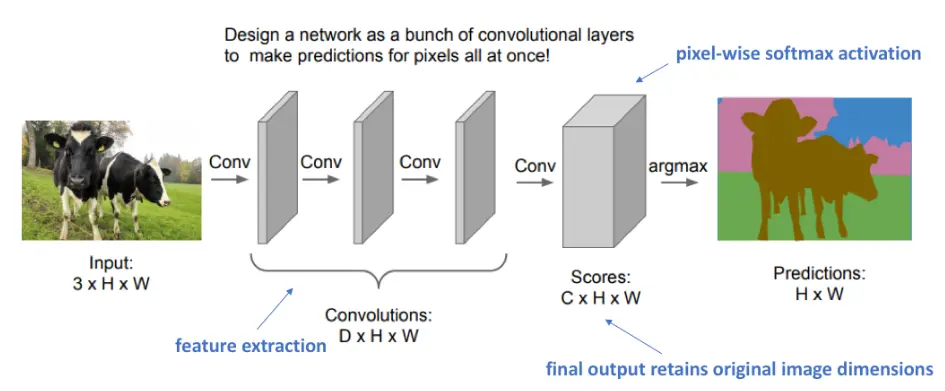 Design a network as a bunch of convolutional layers
to make predictions for pixels all at once!
pixel-wise softmax activation
Conv
Conv
Conv
Conv
argmax
Input:
3 x H x W
Convolutions:
D x H x W
feature extraction
Scores:
C x H x W
Predictions:
H x W
final output retains original image dimensions